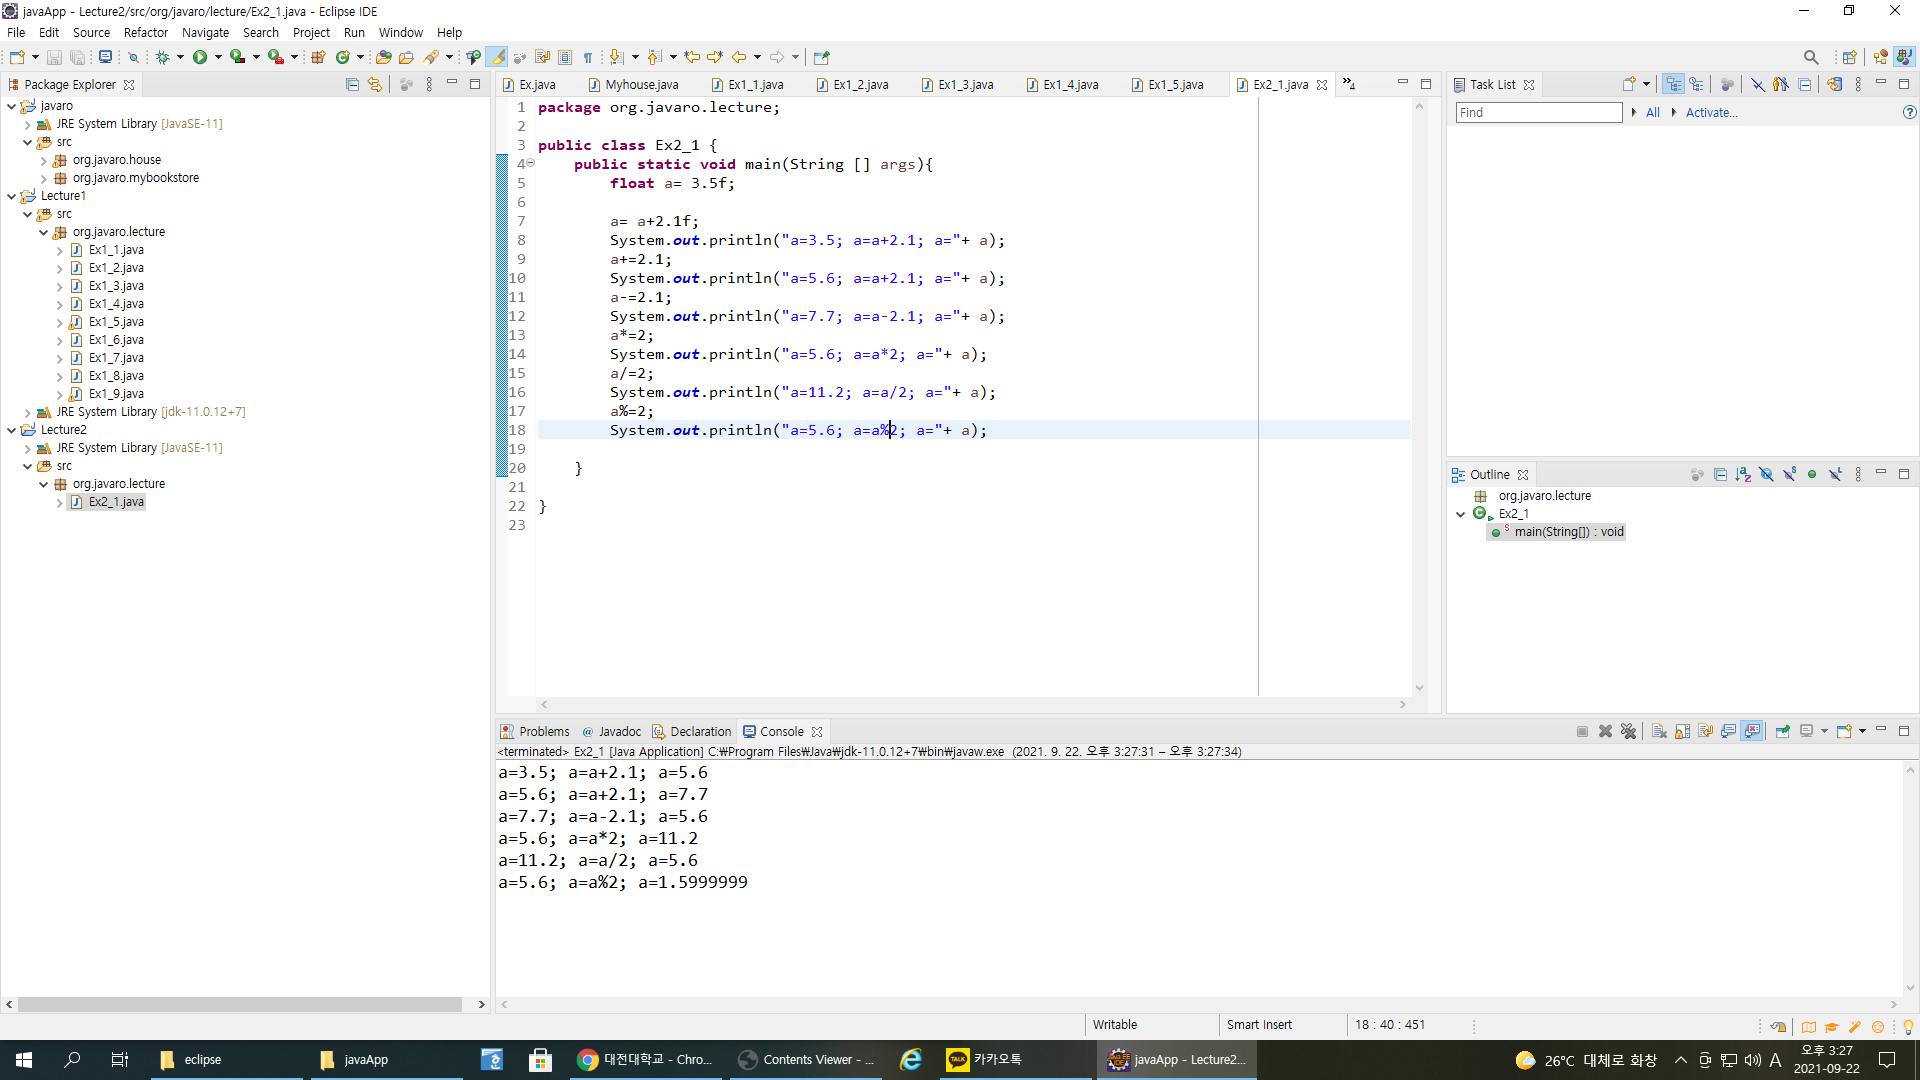 javaApp - Lecture2/src/org/javaro/lecture/Ex2_1.java - Eclipse IDE
File Edit Source Refactor Navigate Search Project Run Window Help
Package Explorer
javaro
JRE System Library [JavaSE-11]
src
org.javaro.house
org.javaro.mybookstore
Lecture1
src
org.javaro.lecture
Ex1_1.java
Ex1_2.java
Ex1_3.java
Ex1_4.java
Ex1_5.java
Ex1_6.java
Ex1_7.java
Ex1_8.java
Ex1_9.java
JRE System Library [jdk-11.0.12+7]
Lecture2
JRE System Library [JavaSE-11]
src
org.javaro.lecture
Ex2_1.java
Ex.java Myhouse.java Ex1_1.java Ex1_2.java Ex1_3.java Ex1_4.java Ex1_5.java Ex2_1.java »4
1 package org.javaro.lecture;
2
3 public class Ex2_1 {
4 public static void main(String [] args){
5 float a= 3.5f;
6
7 a= a+2.1f;
8 System.out.println("a=3.5; a=a+2.1; a="+ a);
9 a+=2.1;
10 System.out.println("a=5.6; a=a+2.1; a="+ a);
11 a-=2.1;
12 System.out.println("a=7.7; a=a-2.1; a="+ a);
13 a*=2;
14 System.out.println("a=5.6; a=a*2; a="+ a);
15 a/=2;
16 System.out.println("a=11.2; a=a/2; a="+ a);
17 a%=2;
18 System.out.println("a=5.6; a=a%2; a="+ a);
19
20 }
21
22 }
23
Task List
Find All Activate...
Outline
org.javaro.lecture
Ex2_1
main(String[]) : void
Problems @ Javadoc Declaration Console
<terminated> Ex2_1 [Java Application] C:₩Program Files₩Java₩jdk-11.0.12+7₩bin₩javaw.exe (2021. 9. 22. 오후 3:27:31 – 오후 3:27:34)
a=3.5; a=a+2.1; a=5.6
a=5.6; a=a+2.1; a=7.7
a=7.7; a=a-2.1; a=5.6
a=5.6; a=a*2; a=11.2
a=11.2; a=a/2; a=5.6
a=5.6; a=a%2; a=1.5999999
Writable Smart Insert 18 : 40 : 451
eclipse javaApp 대전대학교 - Chro... Contents Viewer - ... TALK 카카오톡 javaApp - Lecture2... 26°C 대체로 화창 A 오후 3:27
2021-09-22